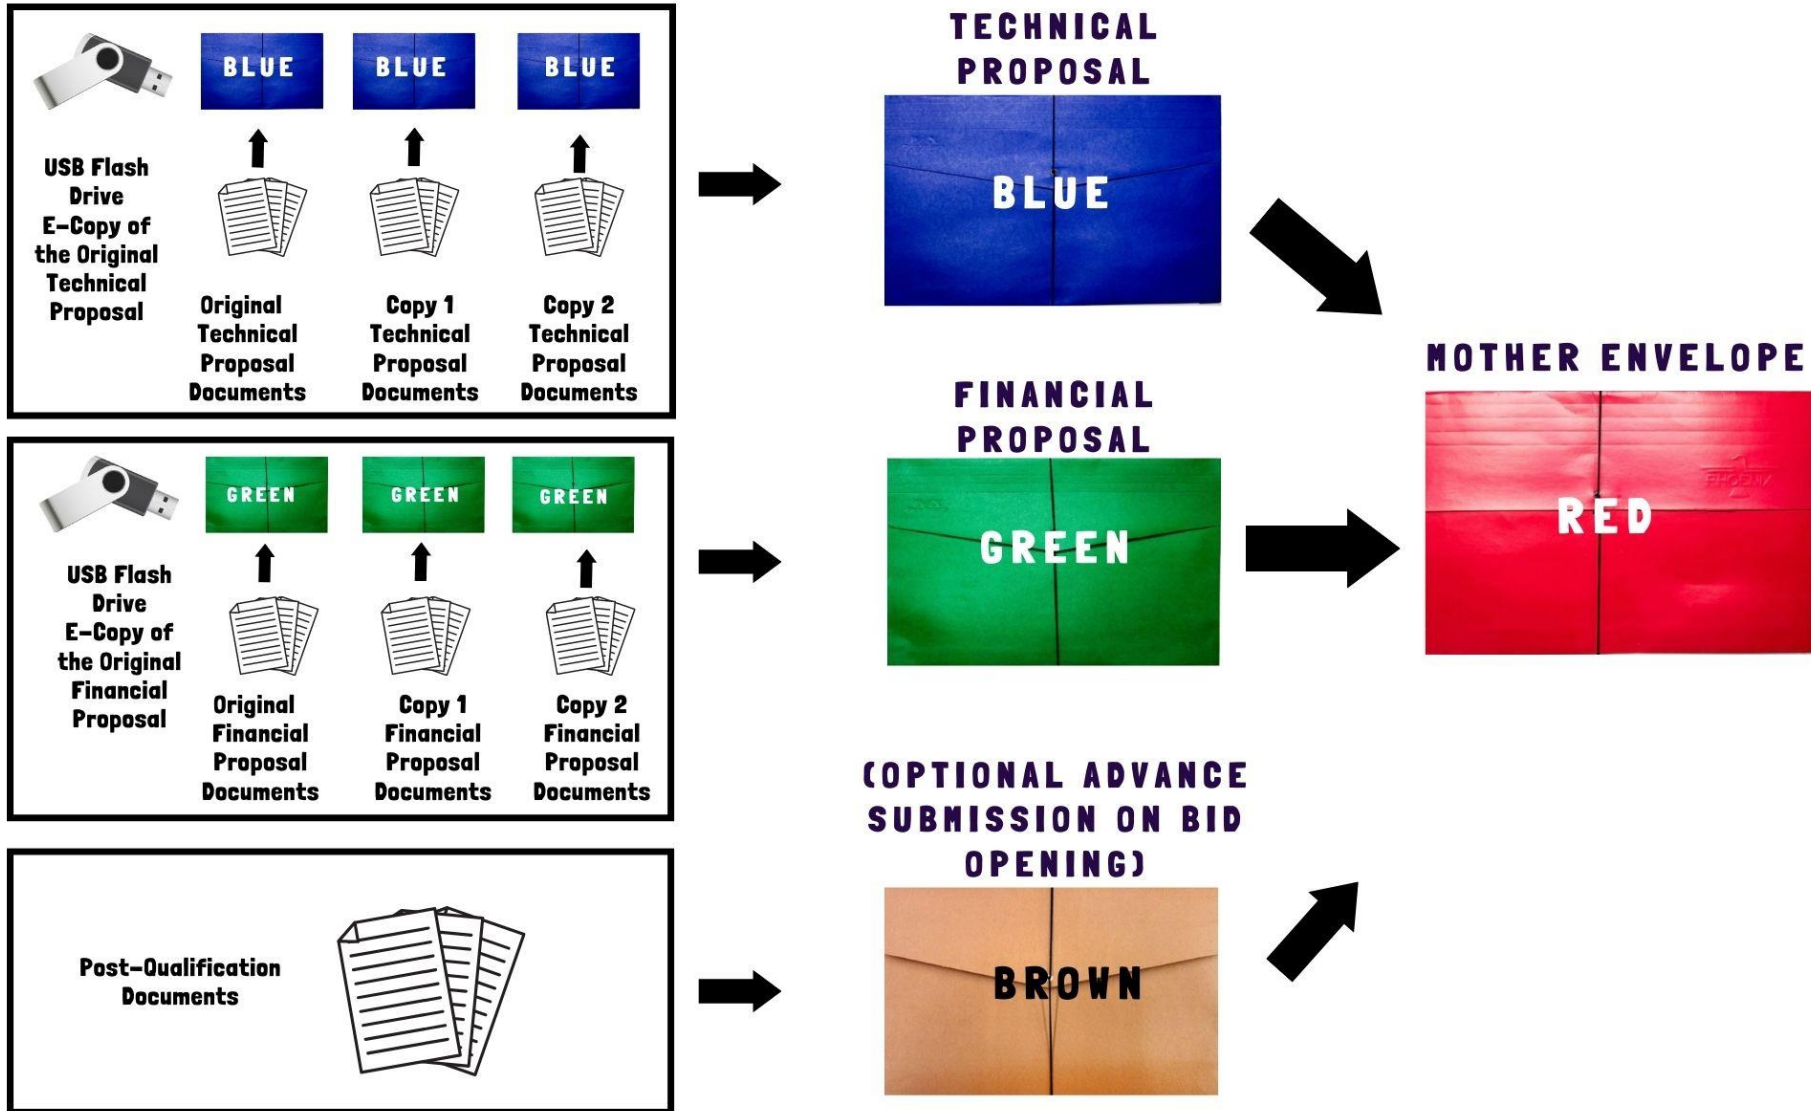 BLUE
BLUE
BLUE
USB Flash
Drive
E-Copy of
the Original
Technical
Proposal
Original
Technical
Proposal
Documents
Copy 1
Technical
Proposal
Documents
Copy 2
Technical
Proposal
Documents
TECHNICAL
PROPOSAL
BLUE
GREEN
GREEN
GREEN
USB Flash
Drive
E-Copy of
the Original
Financial
Proposal
Original
Financial
Proposal
Documents
Copy 1
Financial
Proposal
Documents
Copy 2
Financial
Proposal
Documents
FINANCIAL
PROPOSAL
GREEN
MOTHER ENVELOPE
PHOENIX
RED
Post-Qualification
Documents
(OPTIONAL ADVANCE
SUBMISSION ON BID
OPENING)
BROWN